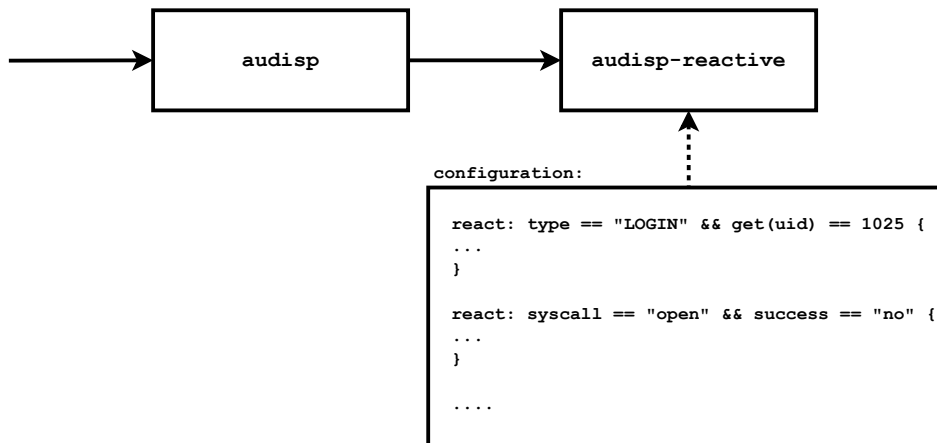 audisp
audisp-reactive
configuration:
react: type == "LOGIN" && get(uid) == 1025 {
...
}
react: syscall == "open" && success == "no" {
...
}
....